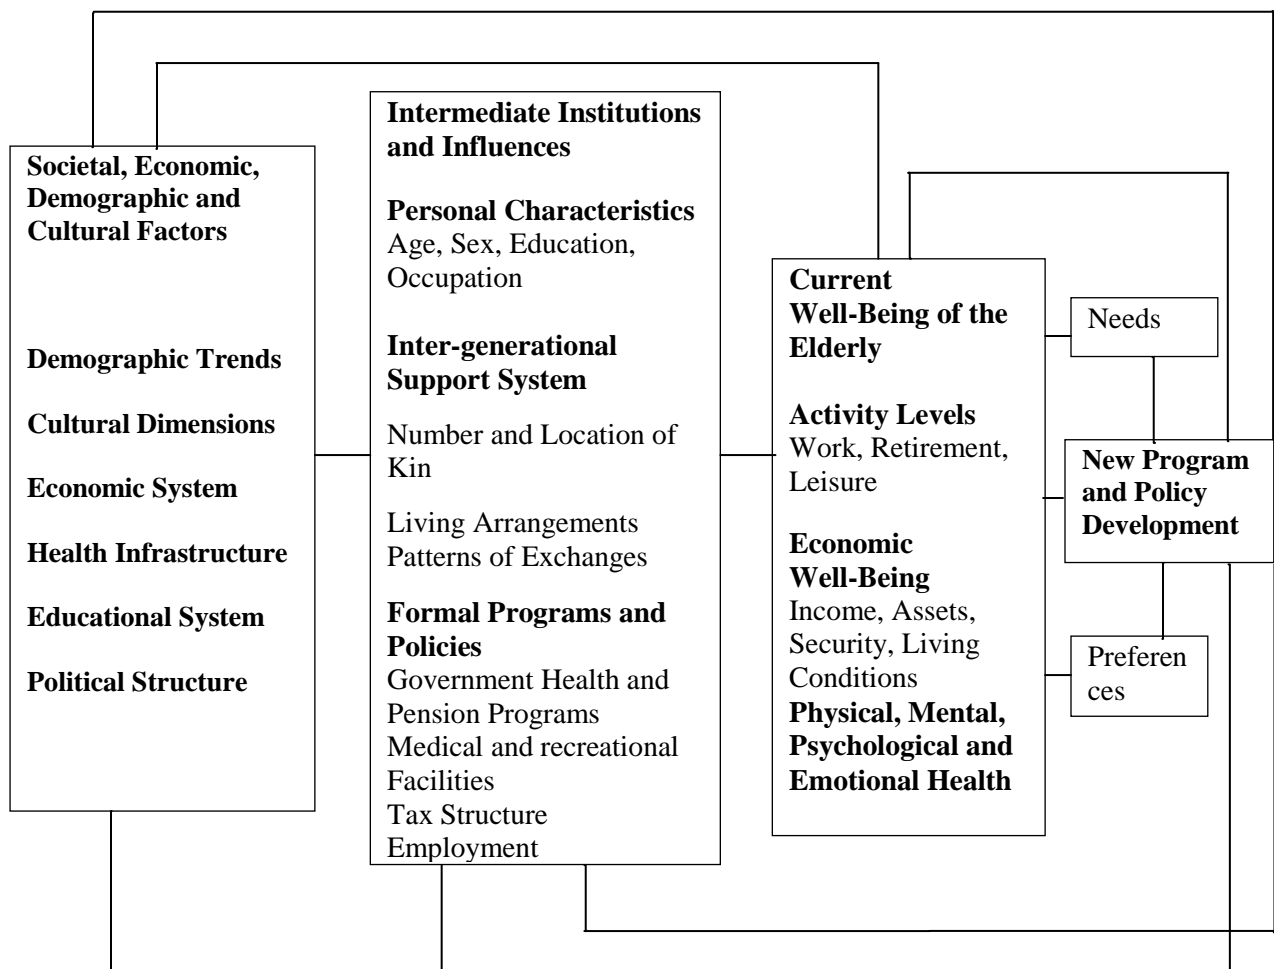 Societal, Economic,
Demographic and
Cultural Factors
Demographic Trends
Cultural Dimensions
Economic System
Health Infrastructure
Educational System
Political Structure
Intermediate Institutions
and Influences
Personal Characteristics
Age, Sex, Education,
Occupation
Inter-generational
Support System
Number and Location of
Kin
Living Arrangements
Patterns of Exchanges
Formal Programs and
Policies
Government Health and
Pension Programs
Medical and recreational
Facilities
Tax Structure
Employment
Current
Well-Being of the
Elderly
Activity Levels
Work, Retirement,
Leisure
Economic
Well-Being
Income, Assets,
Security, Living
Conditions
Physical, Mental,
Psychological and
Emotional Health
Needs
New Program
and Policy
Development
Preferen
ces